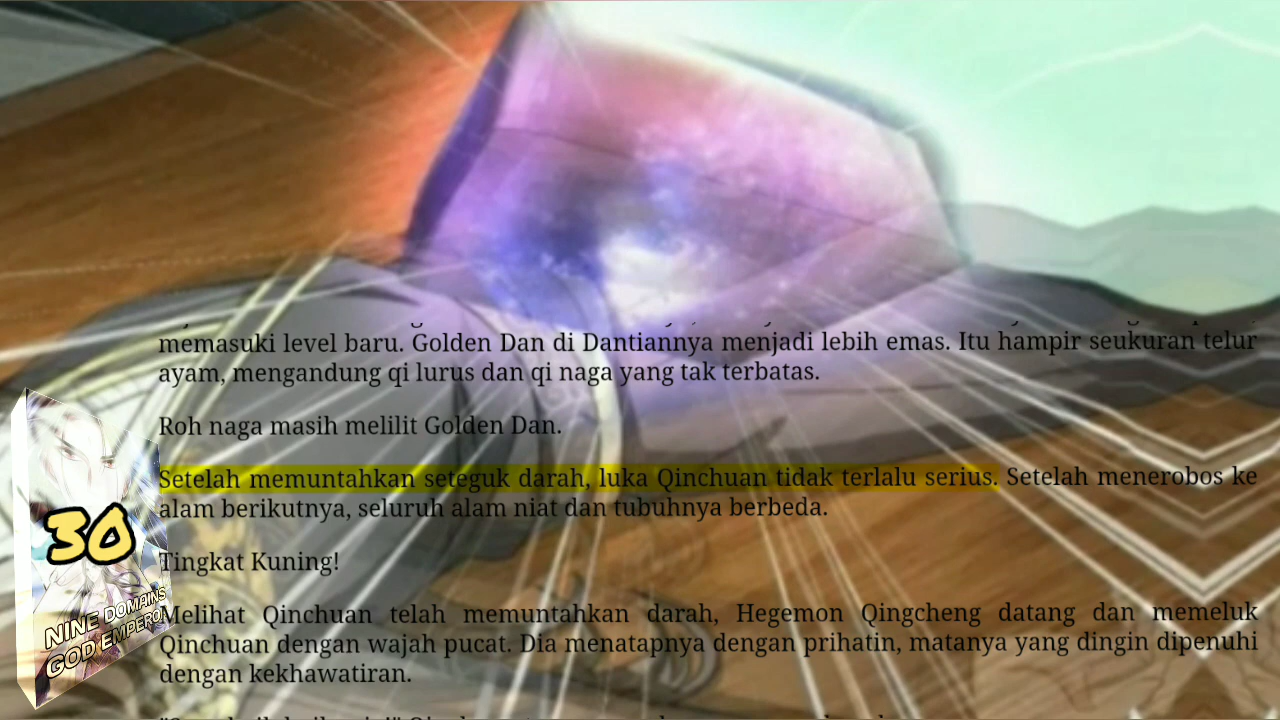 memasuki level baru. Golden Dan di Dantiannya menjadi lebih emas. Itu hampir seukuran telur
ayam, mengandung qi lurus dan qi naga yang tak terbatas.
Roh naga masih melilit Golden Dan.
Setelah memuntahkan seteguk darah, luka Qinchuan tidak terlalu serius. Setelah menerobos ke
alam berikutnya, seluruh alam niat dan tubuhnya berbeda.
Tingkat Kuning!
Melihat Qinchuan telah memuntahkan darah, Hegemon Qingcheng datang dan memeluk
Qinchuan dengan wajah pucat. Dia menatapnya dengan prihatin, matanya yang dingin dipenuhi
dengan kekhawatiran.
30
NINE DOMAINS
GOD EMPEROR